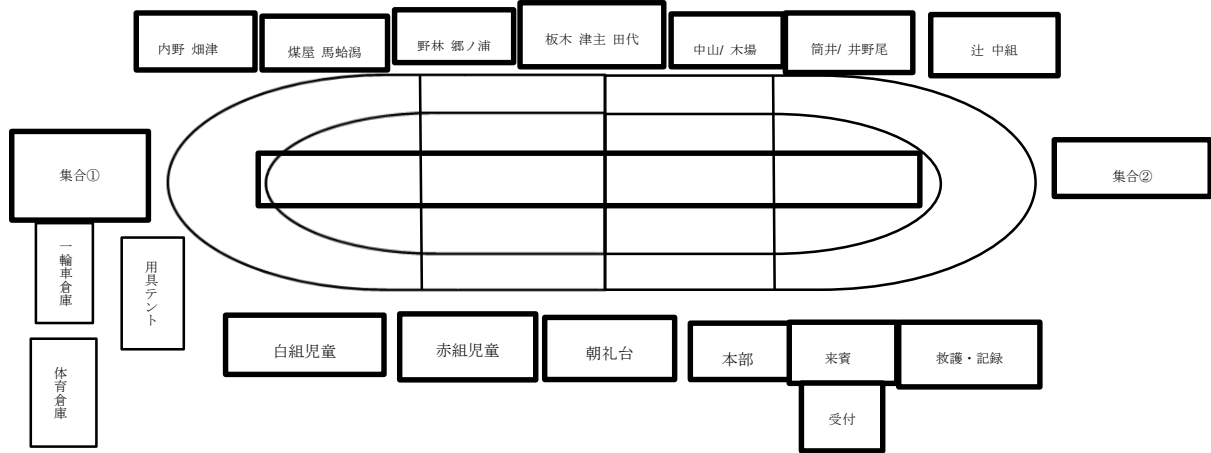 内野 畑津
煤屋 馬蛤潟
野林 郷ノ浦
板木 津主 田代
中山/ 木場
筒井/ 井野尾
辻 中組
集合①
集合②
一輪車倉庫
用具テント
体育倉庫
白組児童
赤組児童
朝礼台
本部
来賓
救護・記録
受付